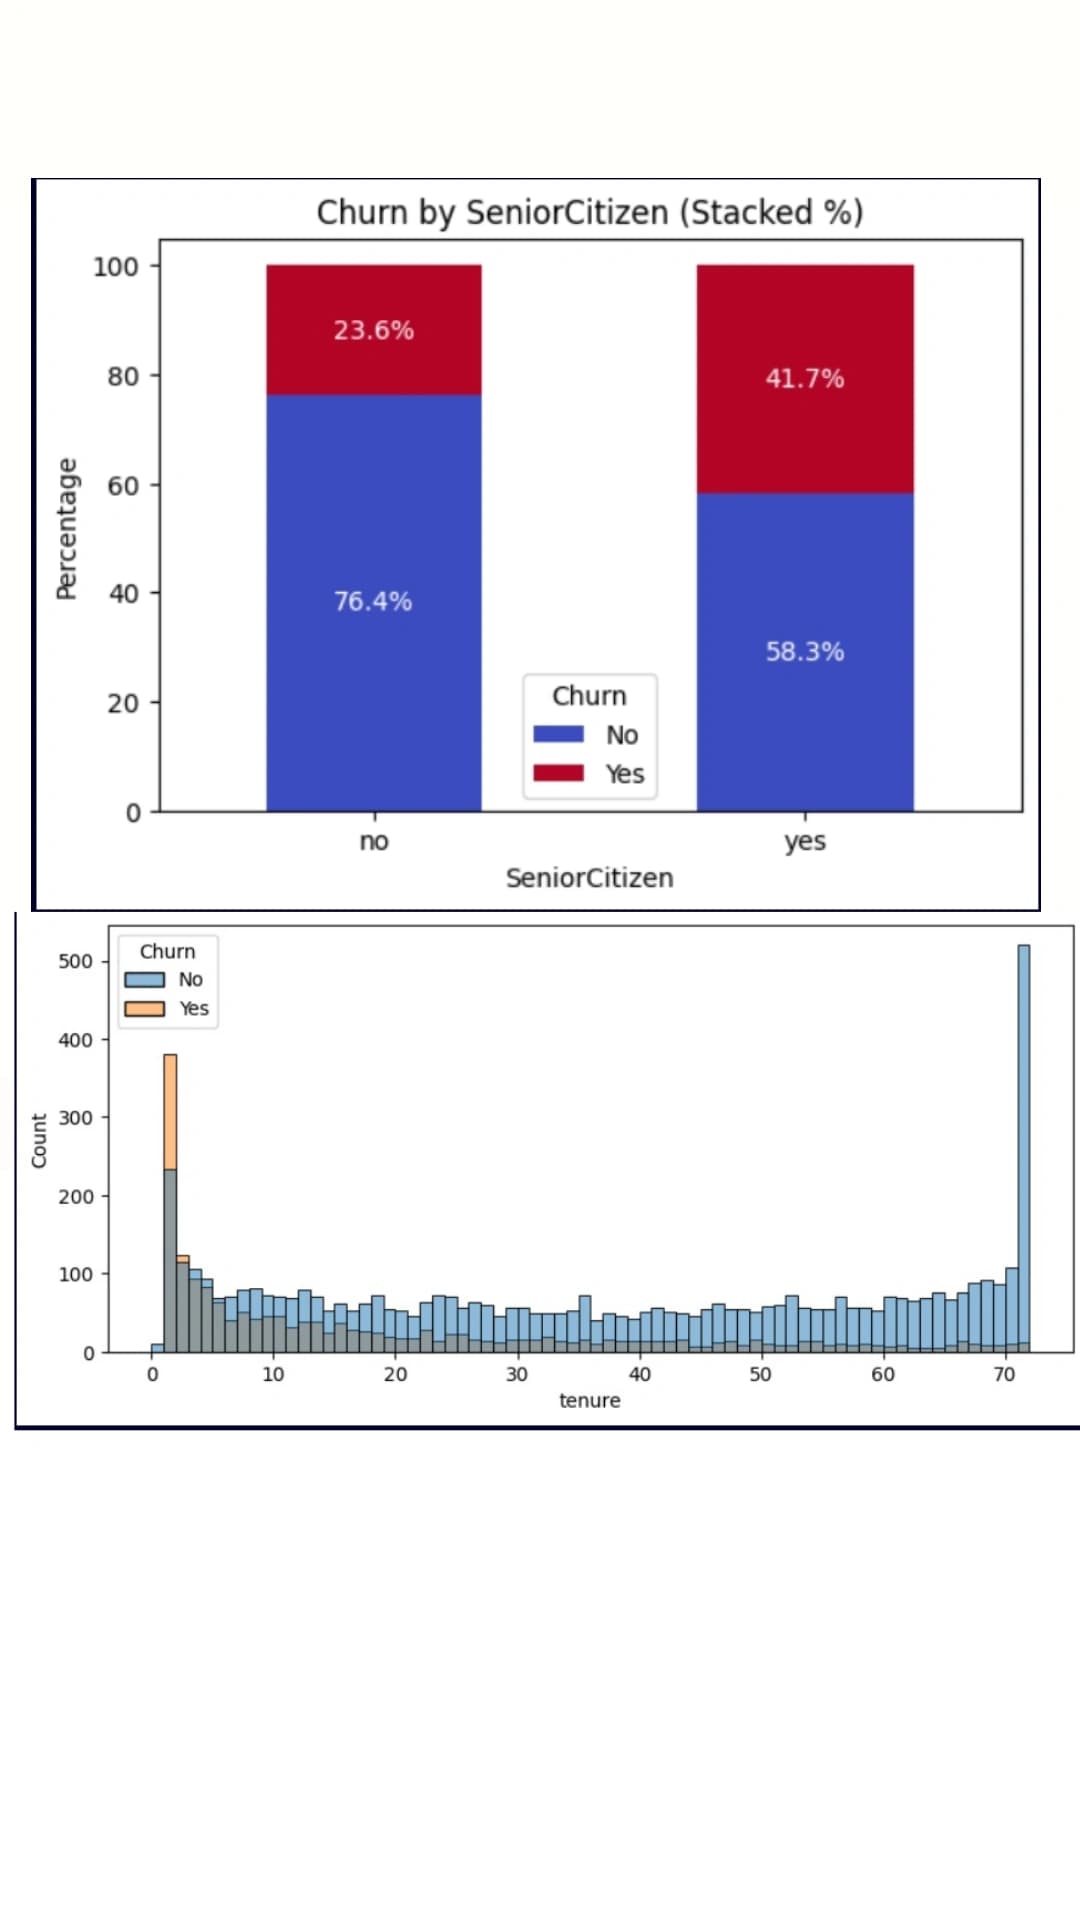 Churn by SeniorCitizen (Stacked %)
100
80
60
40
20
0
Percentage
23.6%
76.4%
41.7%
58.3%
Churn
No
Yes
no
yes
SeniorCitizen
500
400
300
200
100
0
Count
Churn
No
Yes
0
10
20
30
40
50
60
70
tenure